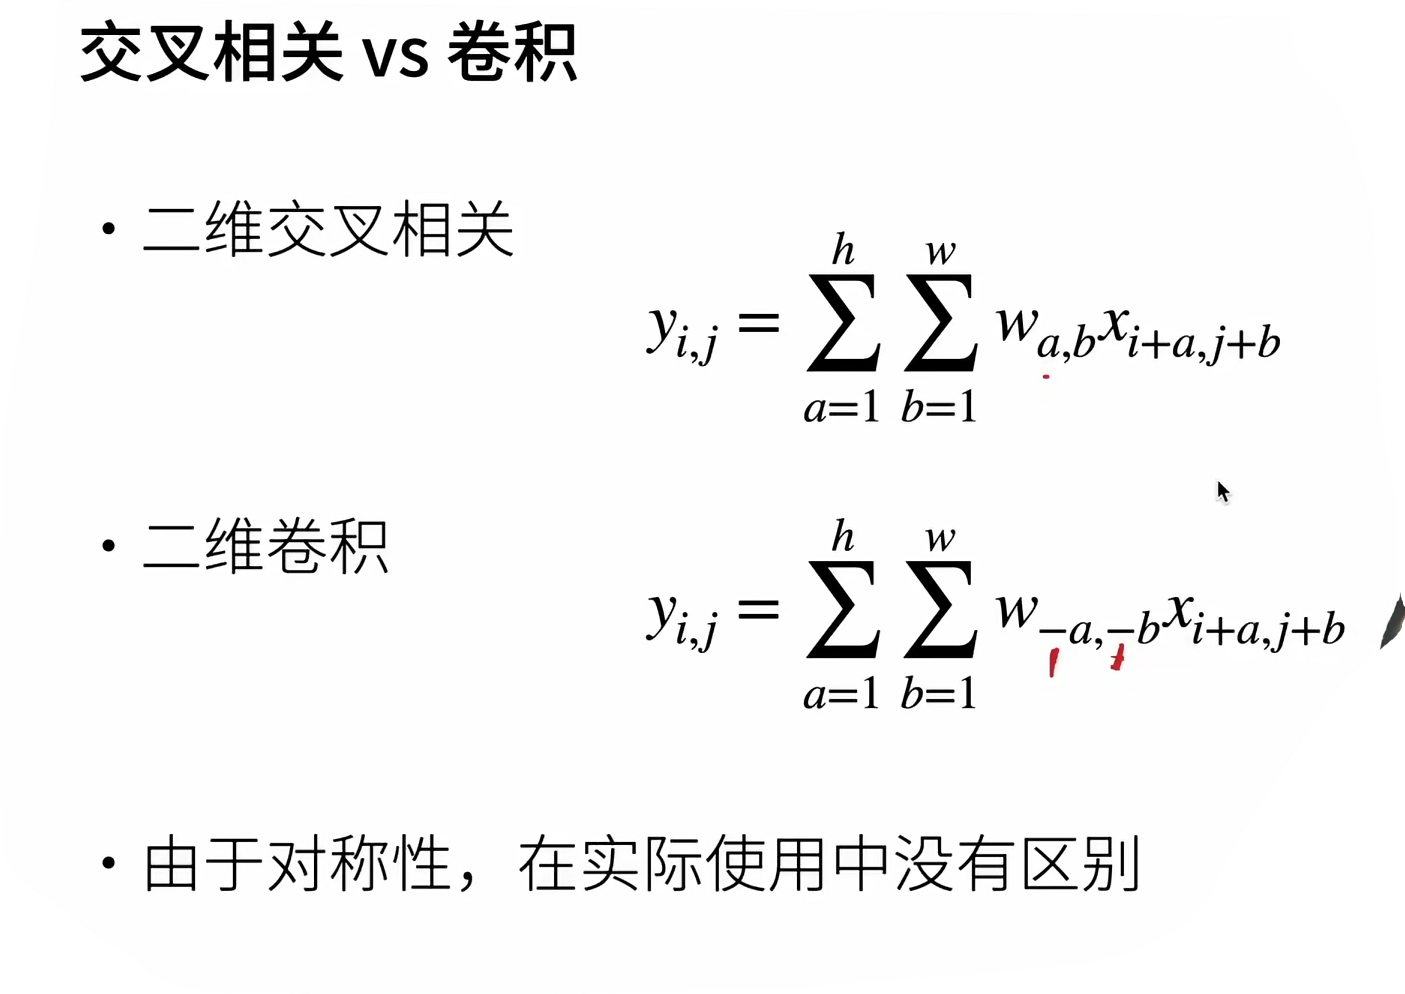 交叉相关 vs 卷积
• 二维交叉相关
y_{i,j} = \sum_{a=1}^{h} \sum_{b=1}^{w} w_{a,b} x_{i+a,j+b}
• 二维卷积
y_{i,j} = \sum_{a=1}^{h} \sum_{b=1}^{w} w_{-a,-b} x_{i+a,j+b}
• 由于对称性，在实际使用中没有区别